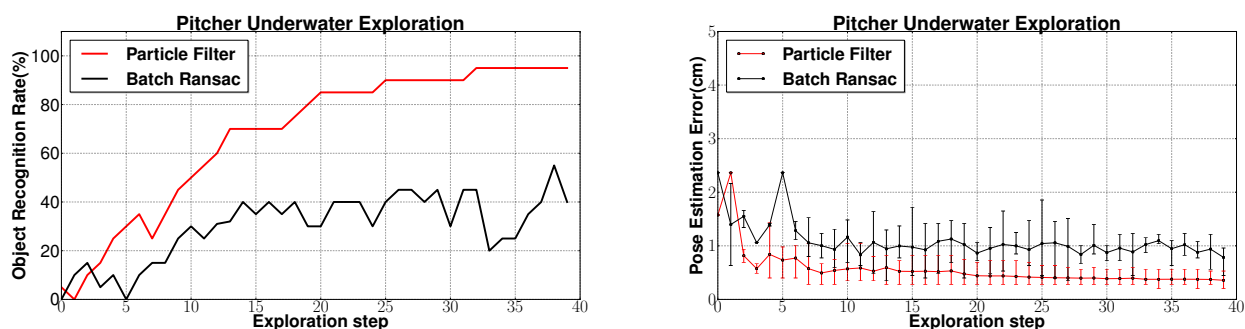 Pitcher Underwater Exploration
Object Recognition Rate(%)
100
80
60
40
20
0
Particle Filter
Batch Ransac
0 5 10 15 20 25 30 35 40
Exploration step
Pitcher Underwater Exploration
Pose Estimation Error(cm)
5
4
3
2
1
0
Particle Filter
Batch Ransac
0 5 10 15 20 25 30 35 40
Exploration step